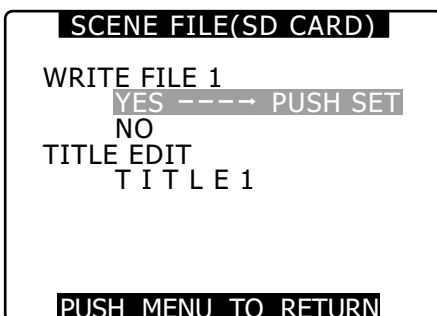 SCENE FILE(SD CARD)
WRITE FILE 1
YES ----→ PUSH SET
NO
TITLE EDIT
T I T L E 1
PUSH MENU TO RETURN